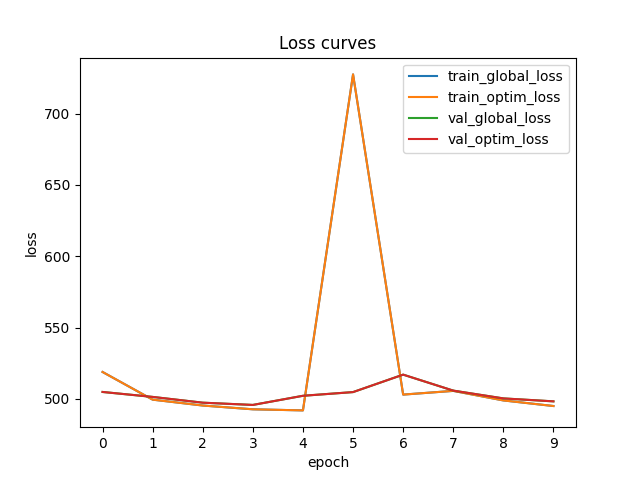 Loss curves
train_global_loss
train_optim_loss
val_global_loss
val_optim_loss
700
650
600
550
500
loss
0 1 2 3 4 5 6 7 8 9
epoch